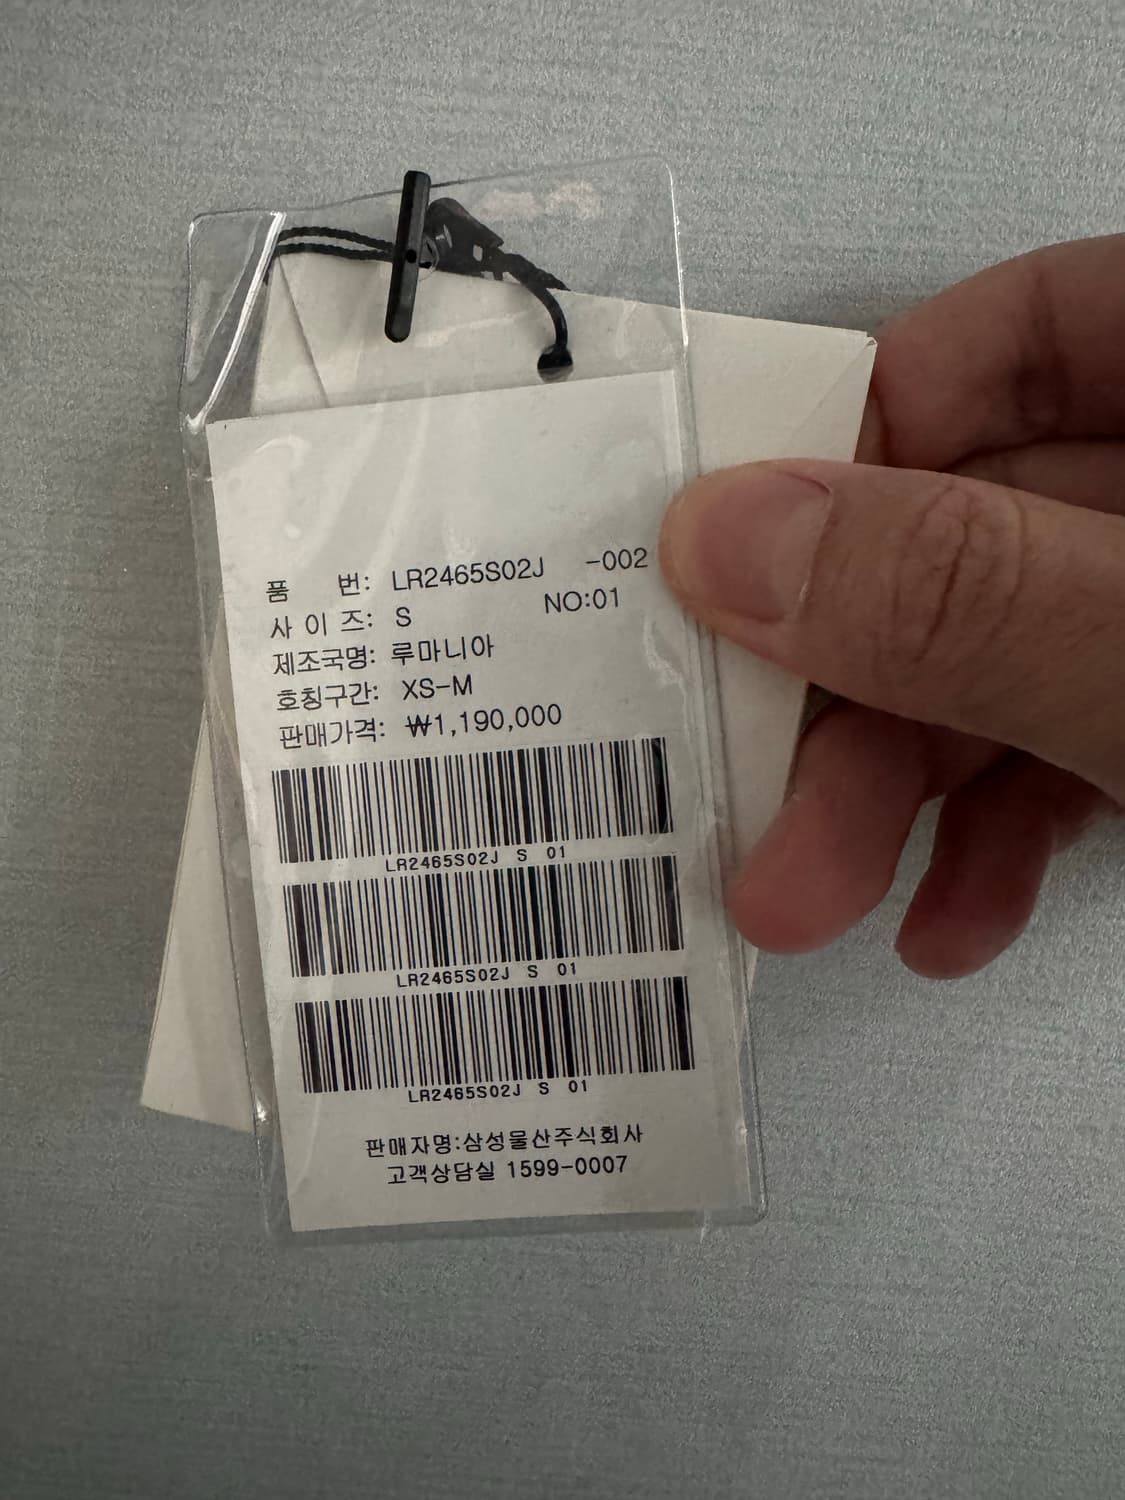 품 번: LR2465S02J -002
사 이 즈: S NO:01
제조국명: 루마니아
호칭구간: XS-M
판매가격: ₩1,190,000
LR2465S02J S 01
LR2465S02J S 01
LR2465S02J S 01
판매자명:삼성물산주식회사
고객상담실 1599-0007